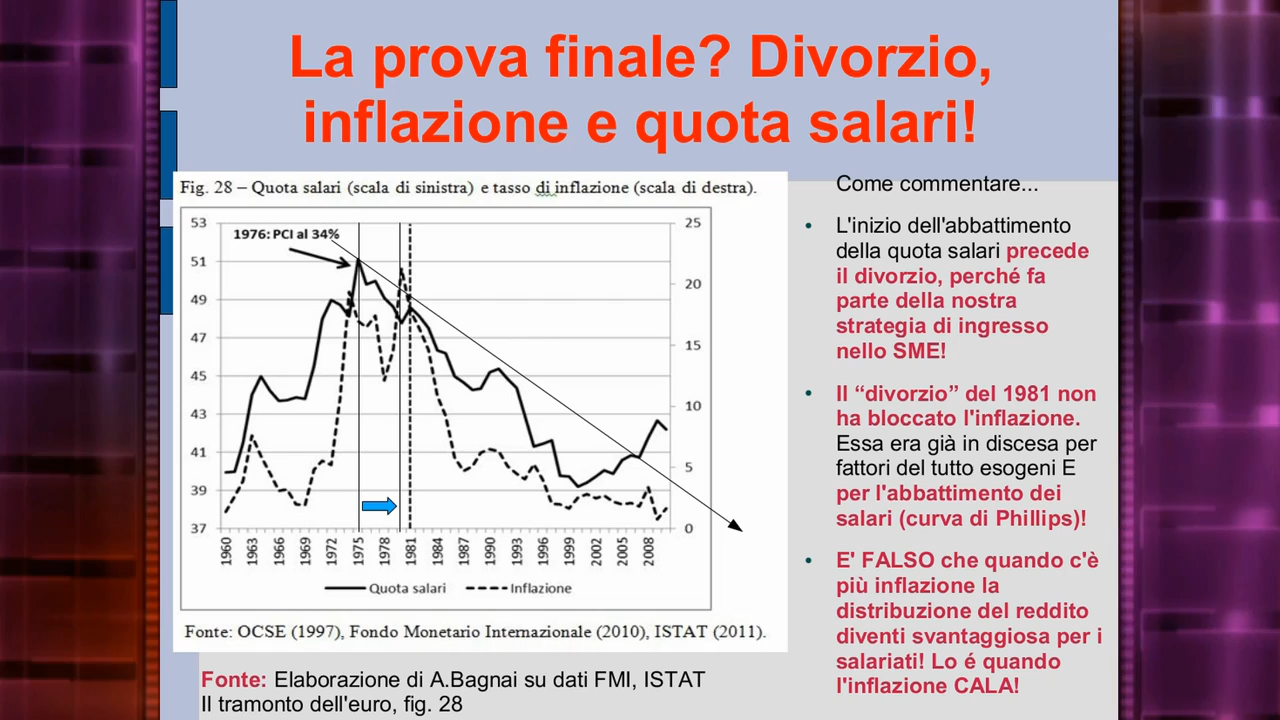 La prova finale? Divorzio,
inflazione e quota salari!
Fig. 28 – Quota salari (scala di sinistra) e tasso di inflazione (scala di destra).
53
51
49
47
45
43
41
39
37
1976: PCI al 34%
25
20
15
10
5
0
1960
1963
1966
1969
1972
1975
1978
1981
1984
1987
1990
1993
1996
1999
2002
2005
2008
Quota salari
Inflazione
Fonte: OCSE (1997), Fondo Monetario Internazionale (2010), ISTAT (2011).
Fonte: Elaborazione di A.Bagnai su dati FMI, ISTAT
Il tramonto dell'euro, fig. 28
Come commentare...
• L'inizio dell'abbattimento
della quota salari precede
il divorzio, perché fa
parte della nostra
strategia di ingresso
nello SME!
• Il “divorzio” del 1981 non
ha bloccato l'inflazione.
Essa era già in discesa per
fattori del tutto esogeni E
per l'abbattimento dei
salari (curva di Phillips)!
• E' FALSO che quando c'è
più inflazione la
distribuzione del reddito
diventi svantaggiosa per i
salariati! Lo é quando
l'inflazione CALA!